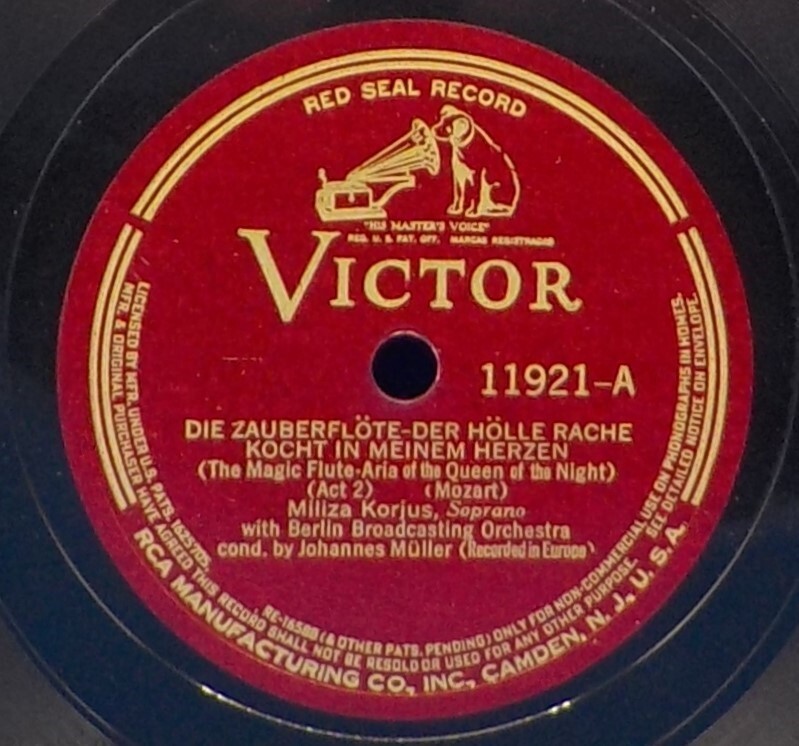 RED SEAL RECORD
"HIS MASTER'S VOICE"
REG. U. S. PAT. OFF. MARCAS REGISTRADAS
VICTOR
11921-A
DIE ZAUBERFLÖTE-DER HÖLLE RACHE
KOCHT IN MEINEM HERZEN
(The Magic Flute-Aria of the Queen of the Night)
(Act 2) (Mozart)
Miliza Korjus, Soprano
with Berlin Broadcasting Orchestra
cond. by Johannes Müller (Recorded in Europe)
LICENSED BY MFR. UNDER U.S. PATS. 1625705, RE-16588 (& OTHER PATS. PENDING) ONLY FOR NON-COMMERCIAL USE ON PHONOGRAPHS IN HOMES.
MFR. & ORIGINAL PURCHASER HAVE AGREED THIS RECORD SHALL NOT BE RESOLD OR USED FOR ANY OTHER PURPOSE. SEE DETAILED NOTICE ON ENVELOPE.
RCA MANUFACTURING CO., INC., CAMDEN, N. J., U. S. A.